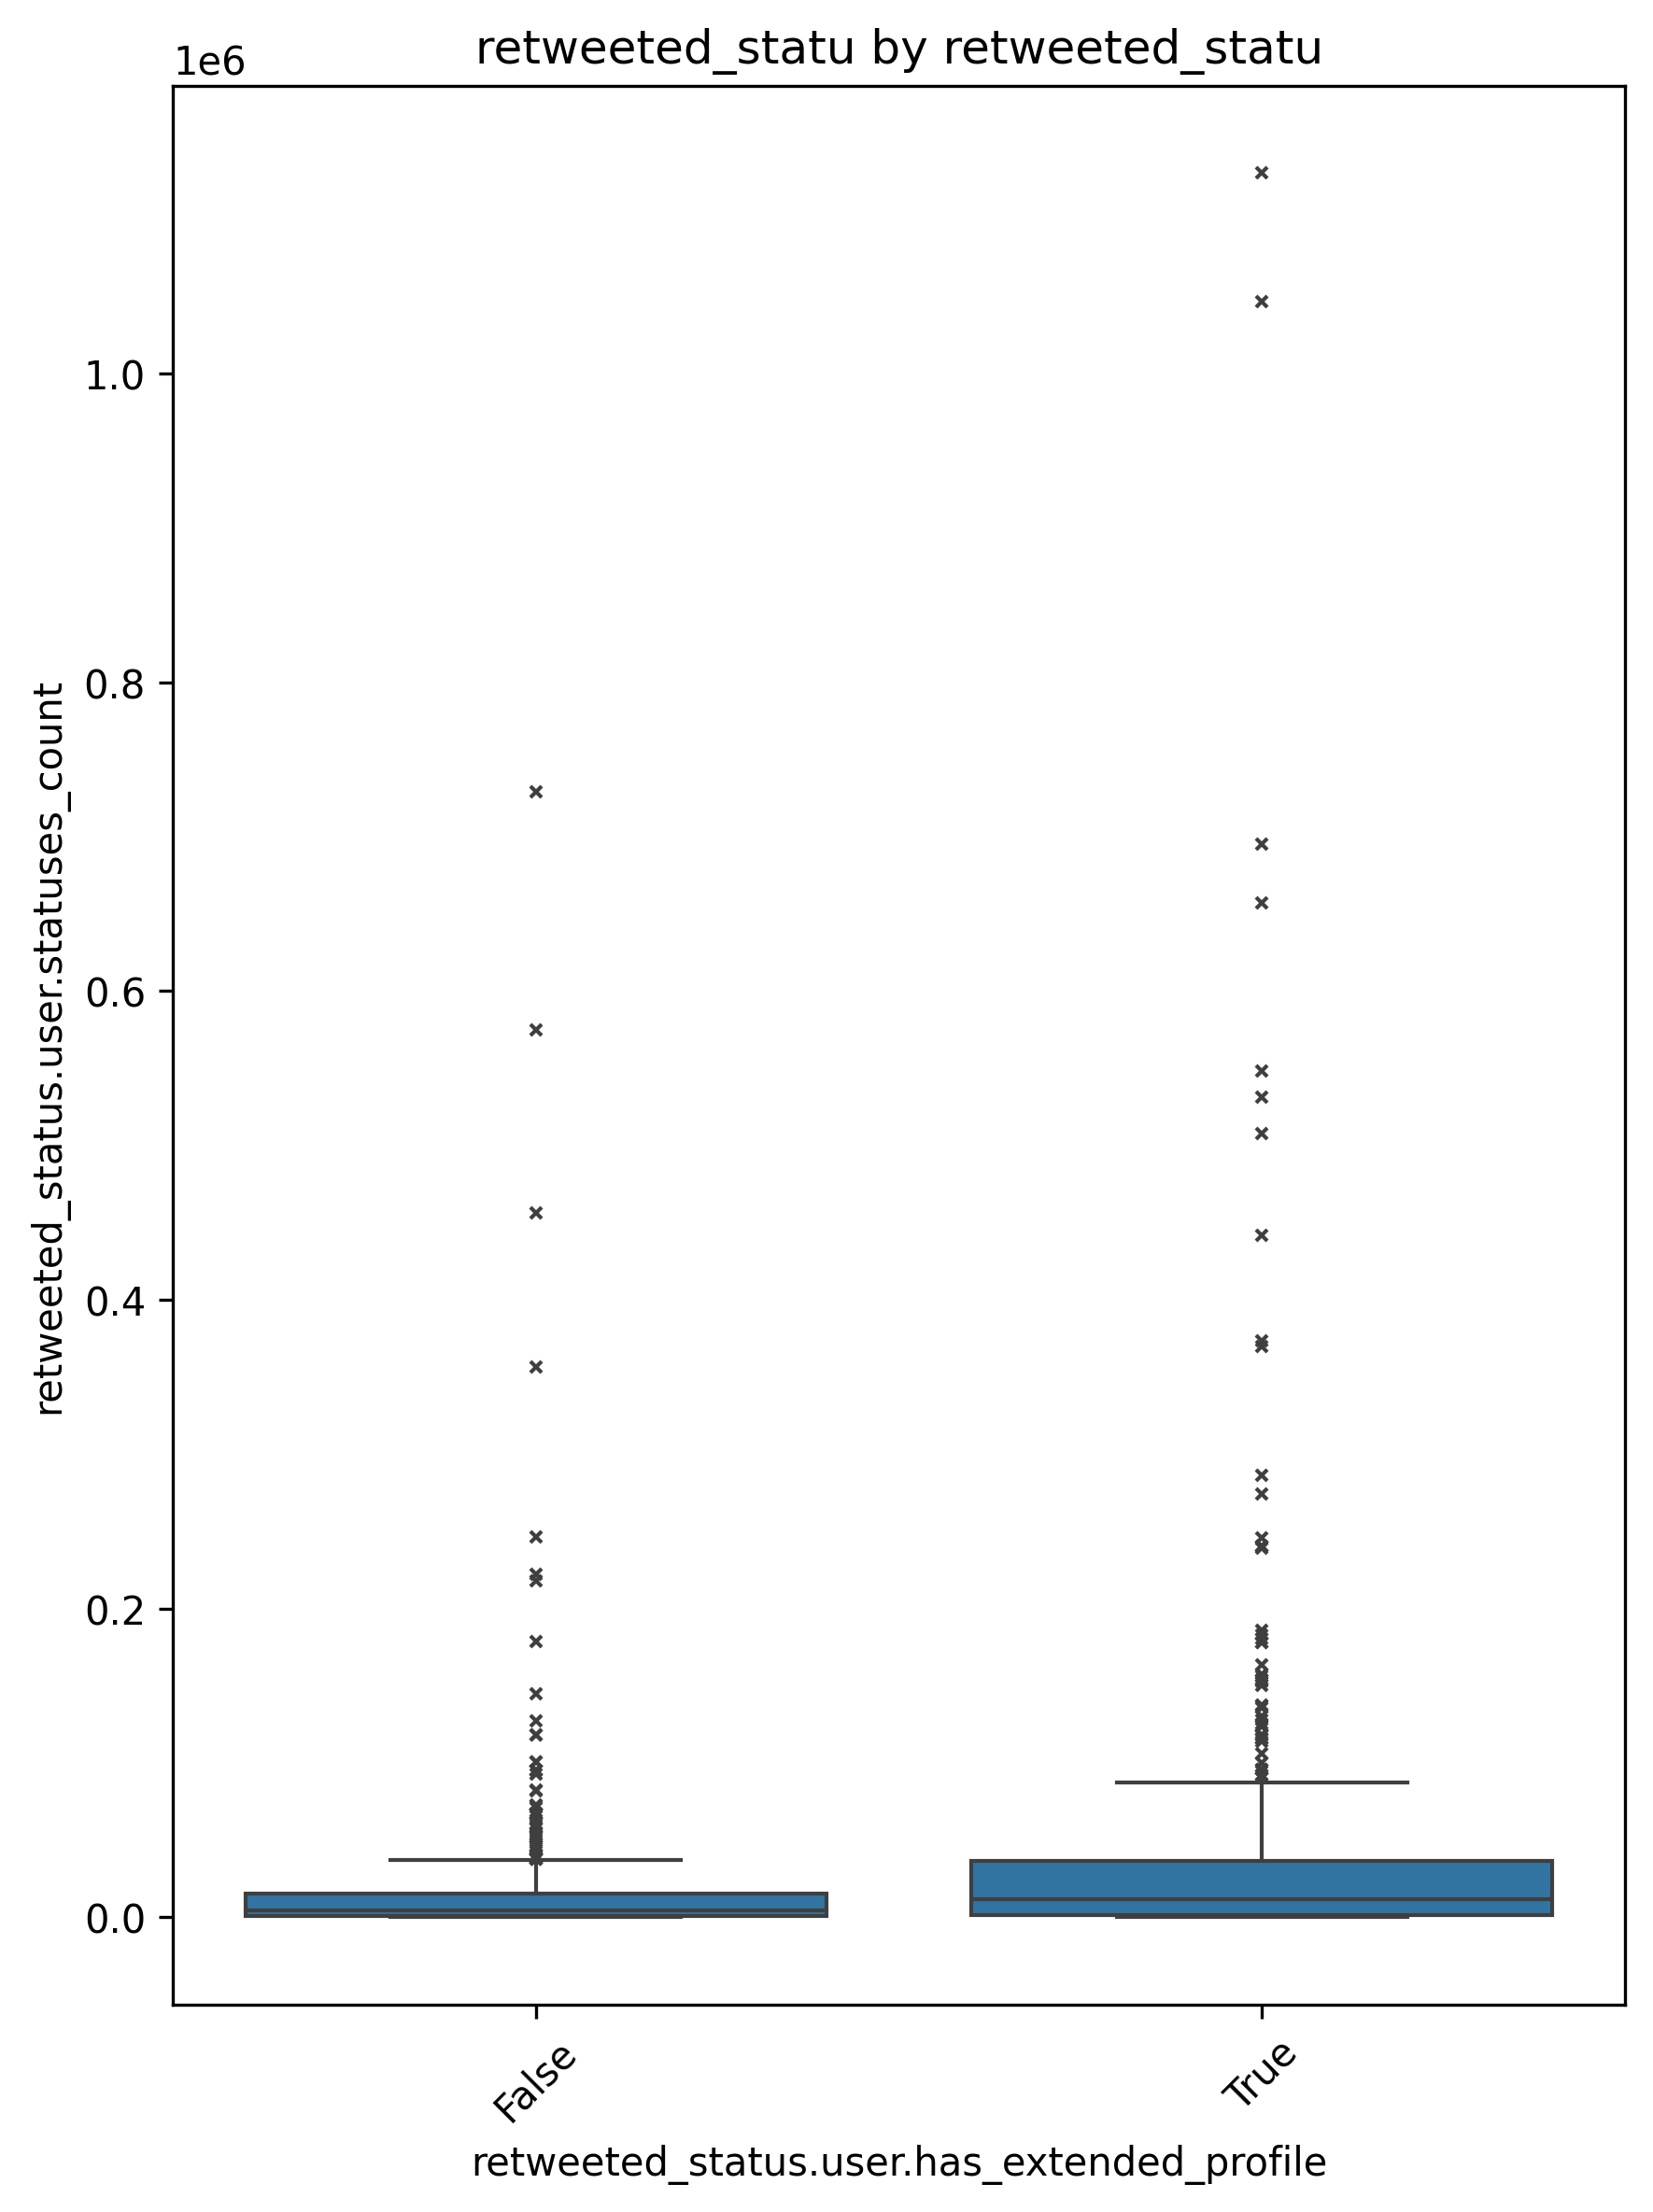 retweeted_statu by retweeted_statu
1e6
1.0
0.8
0.6
0.4
0.2
0.0
retweeted_status.user.statuses_count
False
True
retweeted_status.user.has_extended_profile